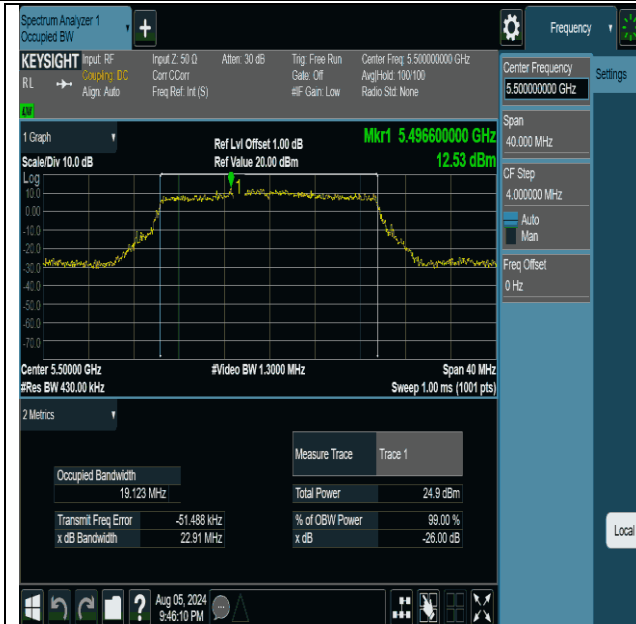 Spectrum Analyzer 1
Occupied BW
+
Frequency
KEYSIGHT
RL
Input: RF
Coupling: DC
Align: Auto
Input Z: 50 Ω
Corr CCorr
Freq Ref: Int (S)
Atten: 30 dB
Trig: Free Run
Gate: Off
#IF Gain: Low
Center Freq: 5.500000000 GHz
Avg|Hold: 100/100
Radio Std: None
Center Frequency
5.500000000 GHz
Settings
Span
40.000 MHz
CF Step
4.000000 MHz
Auto
Man
Freq Offset
0 Hz
1 Graph
Scale/Div 10.0 dB
Ref Lvl Offset 1.00 dB
Ref Value 20.00 dBm
Mkr1 5.496600000 GHz
12.53 dBm
Log
10.0
0.00
-10.0
-20.0
-30.0
-40.0
-50.0
-60.0
-70.0
1
Center 5.50000 GHz
#Res BW 430.00 kHz
#Video BW 1.3000 MHz
Span 40 MHz
Sweep 1.00 ms (1001 pts)
2 Metrics
Measure Trace
Trace 1
Occupied Bandwidth
19.123 MHz
Total Power
24.9 dBm
Transmit Freq Error
-51.488 kHz
% of OBW Power
99.00 %
x dB Bandwidth
22.91 MHz
x dB
-26.00 dB
Local
?
Aug 05, 2024
9:46:10 PM